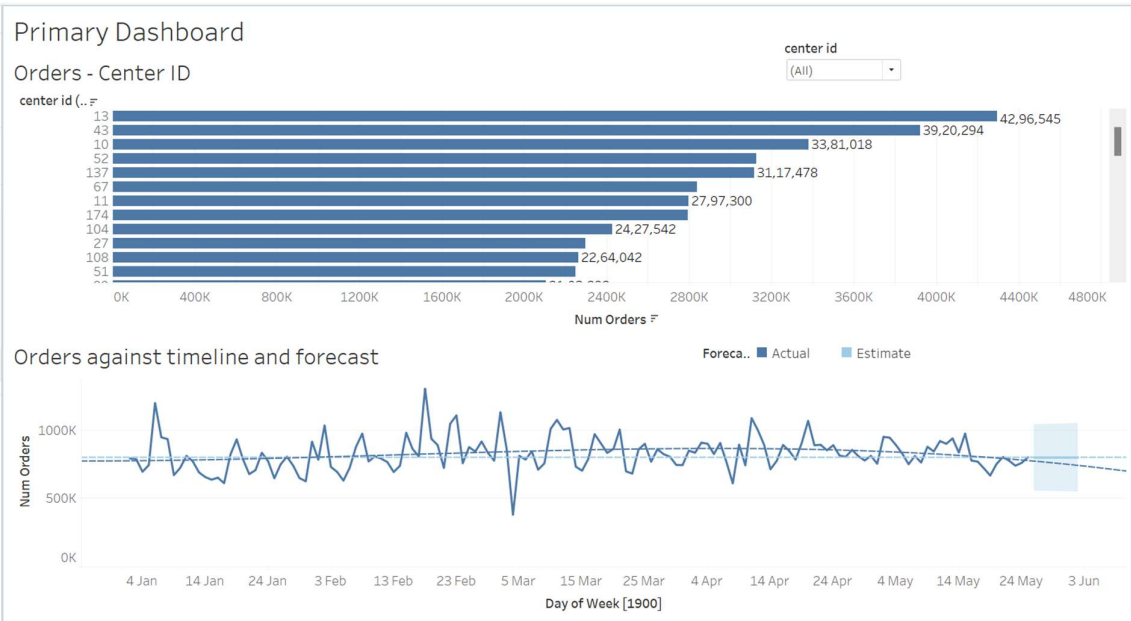 Primary Dashboard
Orders - Center ID
center id
(All)
center id (..
13
42,96,545
43
39,20,294
10
33,81,018
52
137
31,17,478
67
11
27,97,300
174
104
24,27,542
27
108
22,64,042
51
0K 400K 800K 1200K 1600K 2000K 2400K 2800K 3200K 3600K 4000K 4400K 4800K
Num Orders
Orders against timeline and forecast
Foreca.. Actual Estimate
1000K
500K
0K
Num Orders
4 Jan 14 Jan 24 Jan 3 Feb 13 Feb 23 Feb 5 Mar 15 Mar 25 Mar 4 Apr 14 Apr 24 Apr 4 May 14 May 24 May 3 Jun
Day of Week [1900]